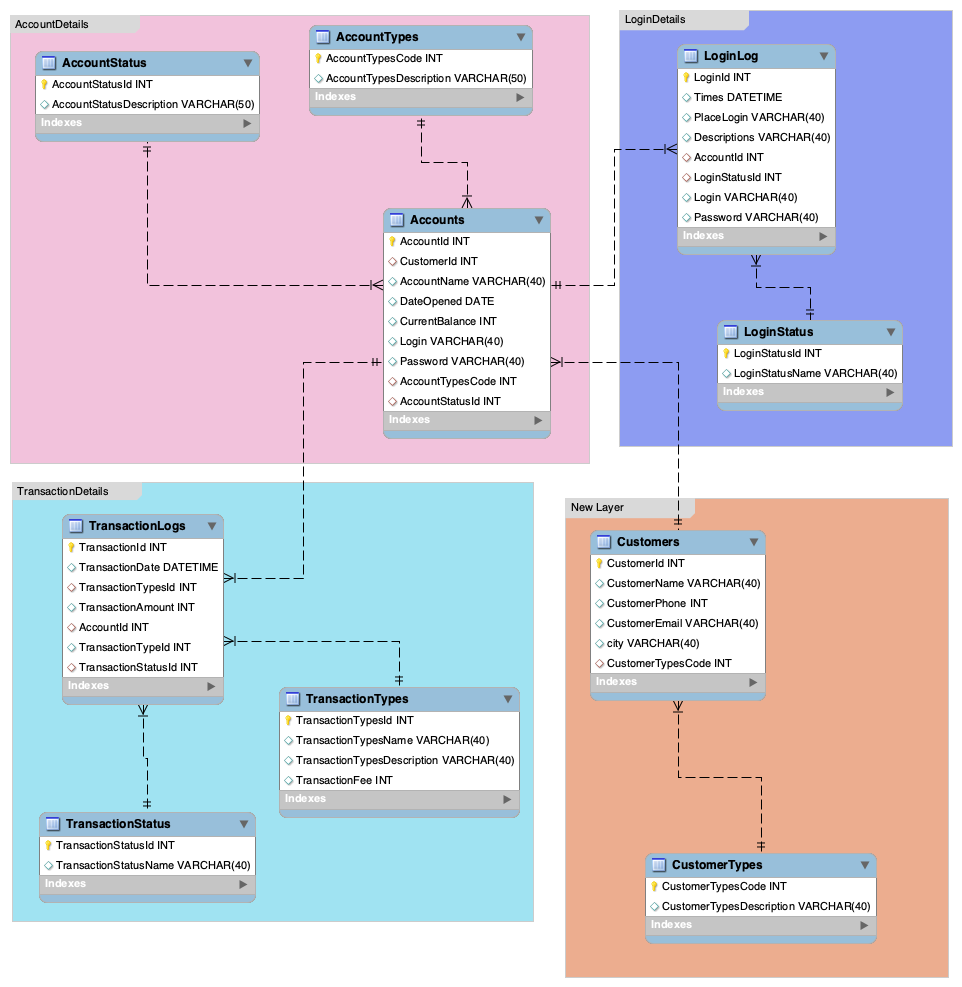 AccountDetails
AccountStatus
AccountStatusId INT
AccountStatusDescription VARCHAR(50)
Indexes
AccountTypes
AccountTypesCode INT
AccountTypesDescription VARCHAR(50)
Indexes
Accounts
AccountId INT
CustomerId INT
AccountName VARCHAR(40)
DateOpened DATE
CurrentBalance INT
Login VARCHAR(40)
Password VARCHAR(40)
AccountTypesCode INT
AccountStatusId INT
Indexes
LoginDetails
LoginLog
LoginId INT
Times DATETIME
PlaceLogin VARCHAR(40)
Descriptions VARCHAR(40)
AccountId INT
LoginStatusId INT
Login VARCHAR(40)
Password VARCHAR(40)
Indexes
LoginStatus
LoginStatusId INT
LoginStatusName VARCHAR(40)
Indexes
TransactionDetails
TransactionLogs
TransactionId INT
TransactionDate DATETIME
TransactionTypesId INT
TransactionAmount INT
AccountId INT
TransactionTypeId INT
TransactionStatusId INT
Indexes
TransactionTypes
TransactionTypesId INT
TransactionTypesName VARCHAR(40)
TransactionTypesDescription VARCHAR(40)
TransactionFee INT
Indexes
TransactionStatus
TransactionStatusId INT
TransactionStatusName VARCHAR(40)
Indexes
New Layer
Customers
CustomerId INT
CustomerName VARCHAR(40)
CustomerPhone INT
CustomerEmail VARCHAR(40)
city VARCHAR(40)
CustomerTypesCode INT
Indexes
CustomerTypes
CustomerTypesCode INT
CustomerTypesDescription VARCHAR(40)
Indexes